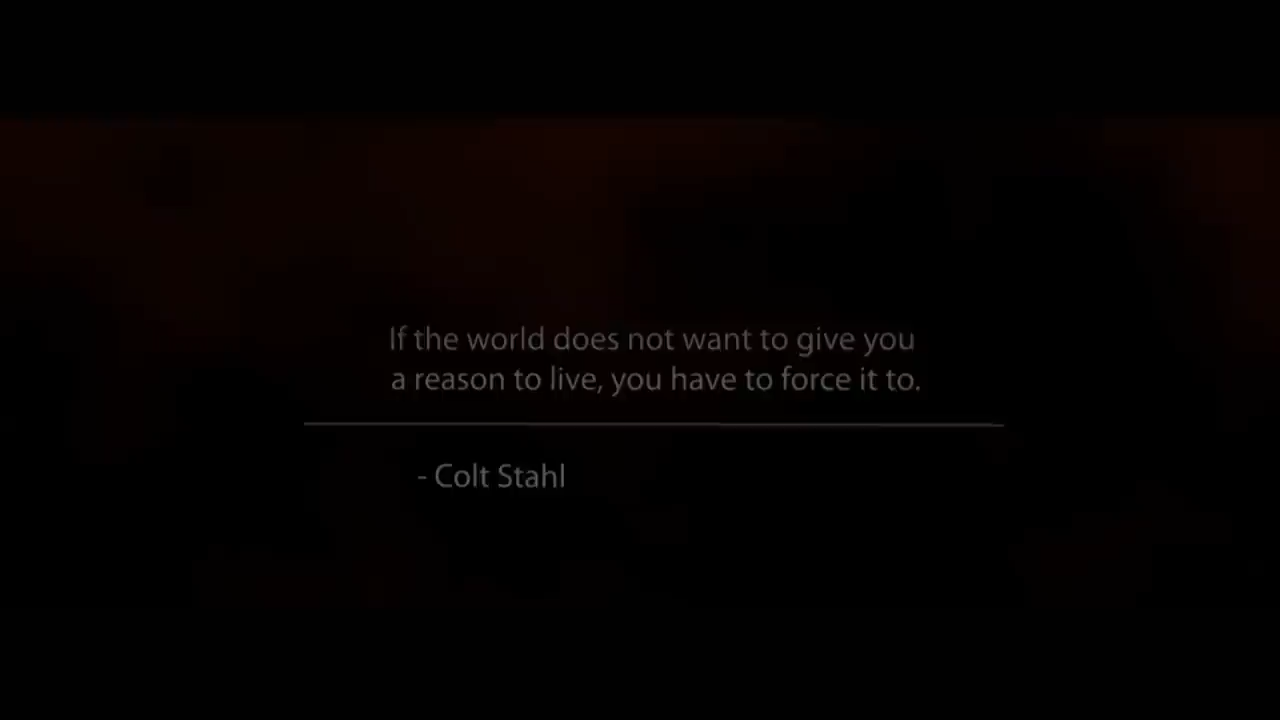 If the world does not want to give you
a reason to live, you have to force it to.
- Colt Stahl